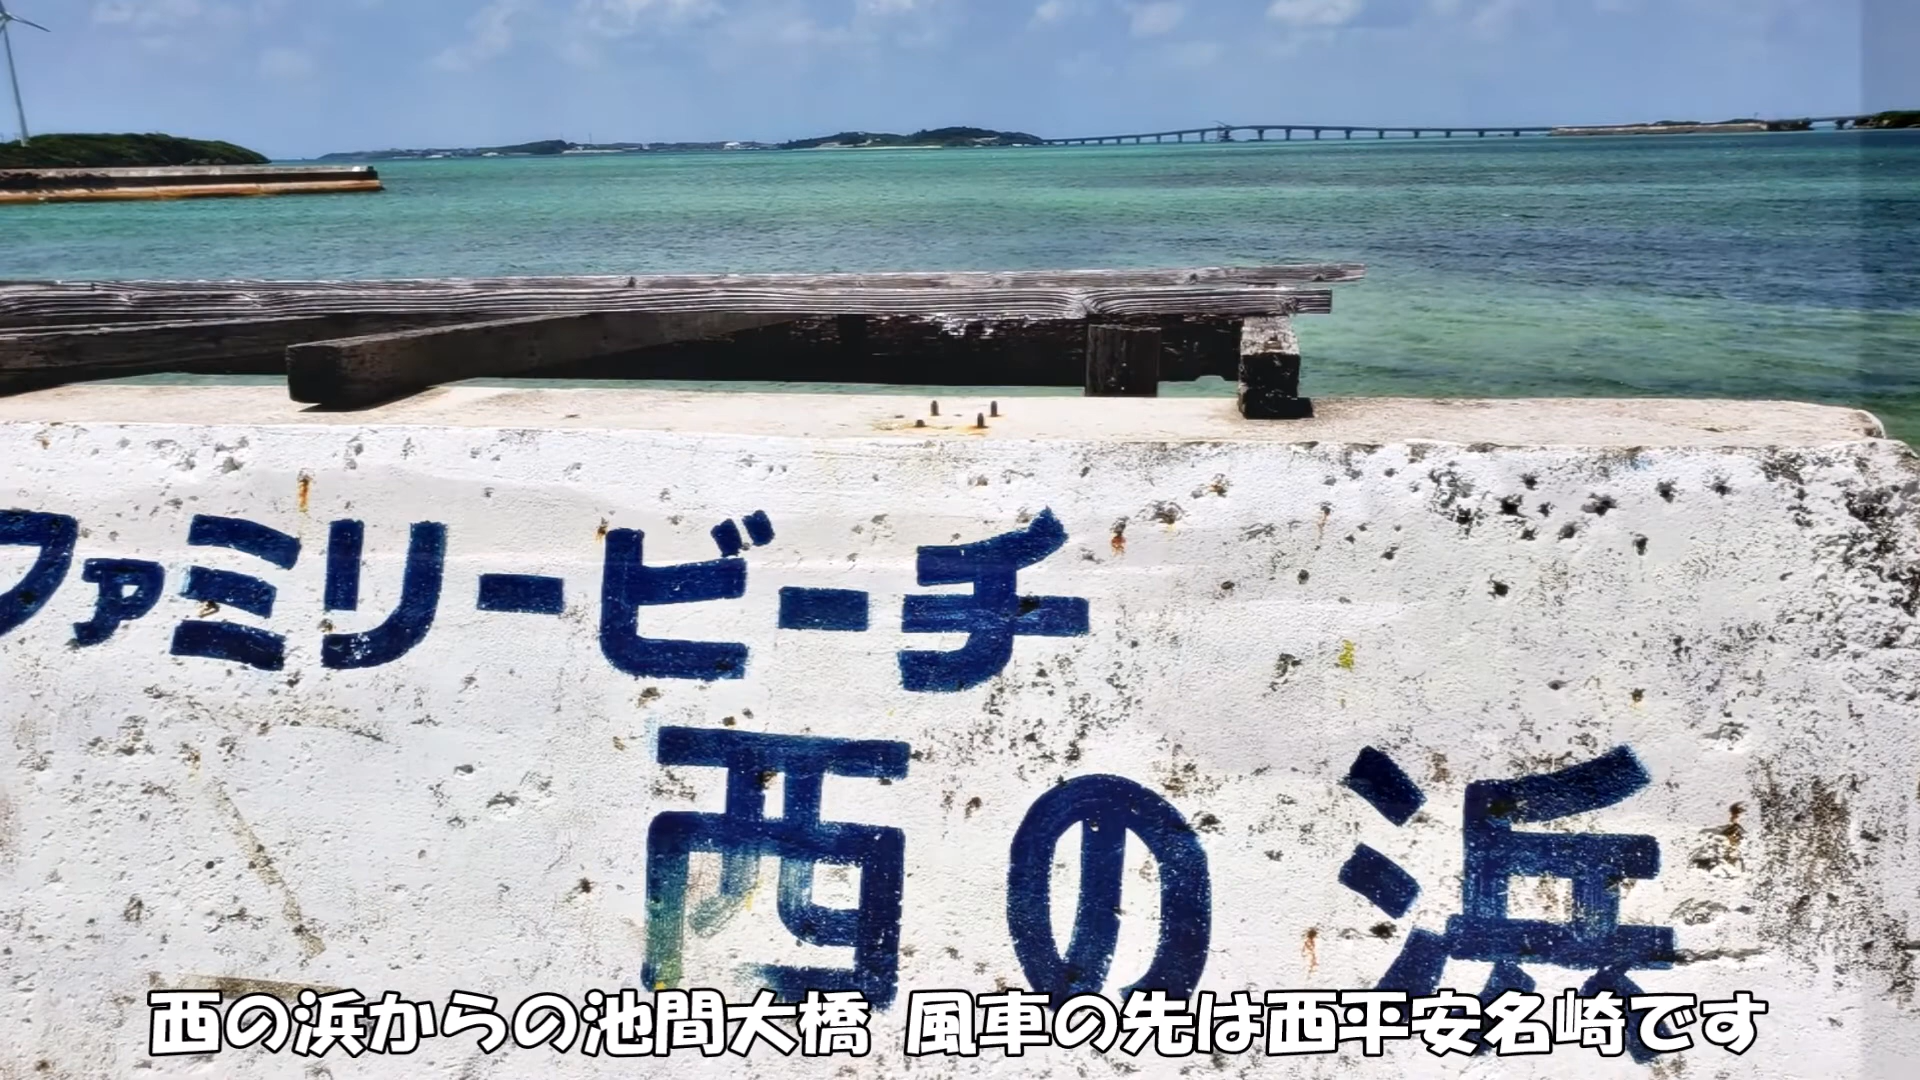 ファミリービーチ
西の浜
西の浜からの池間大橋 風車の先は西平安名崎です